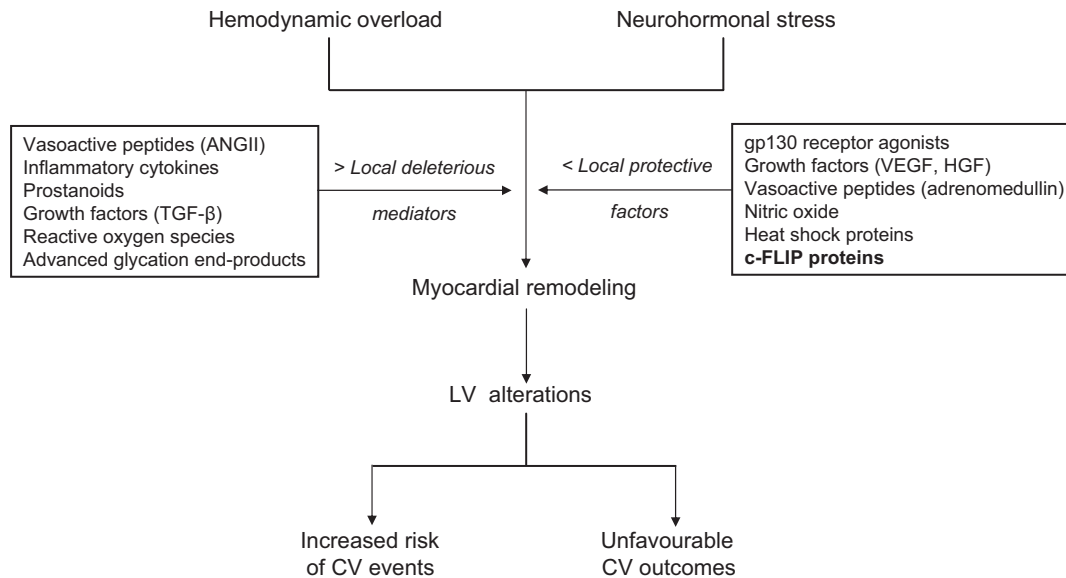 Hemodynamic overload
Neurohormonal stress
Vasoactive peptides (ANGII)
Inflammatory cytokines
Prostanoids
Growth factors (TGF-β)
Reactive oxygen species
Advanced glycation end-products
> Local deleterious
mediators
< Local protective
factors
gp130 receptor agonists
Growth factors (VEGF, HGF)
Vasoactive peptides (adrenomedullin)
Nitric oxide
Heat shock proteins
c-FLIP proteins
Myocardial remodeling
LV alterations
Increased risk
of CV events
Unfavourable
CV outcomes